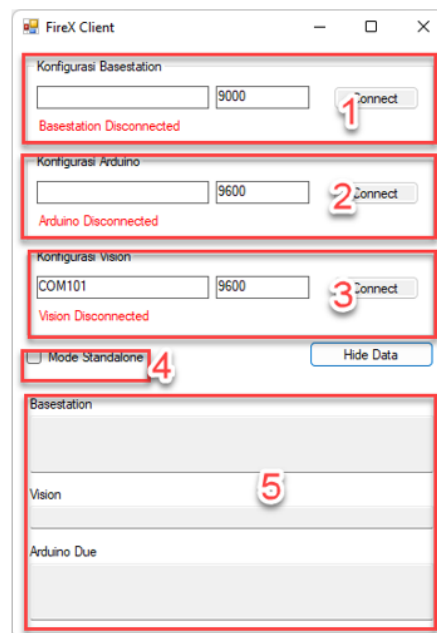 FireX Client
Konfigurasi Basestation
9000
Connect
1
Basestation Disconnected
Konfigurasi Arduino
9600
Connect
2
Arduino Disconnected
Konfigurasi Vision
COM101
9600
Connect
3
Vision Disconnected
Mode Standalone
4
Hide Data
Basestation
5
Vision
Arduino Due